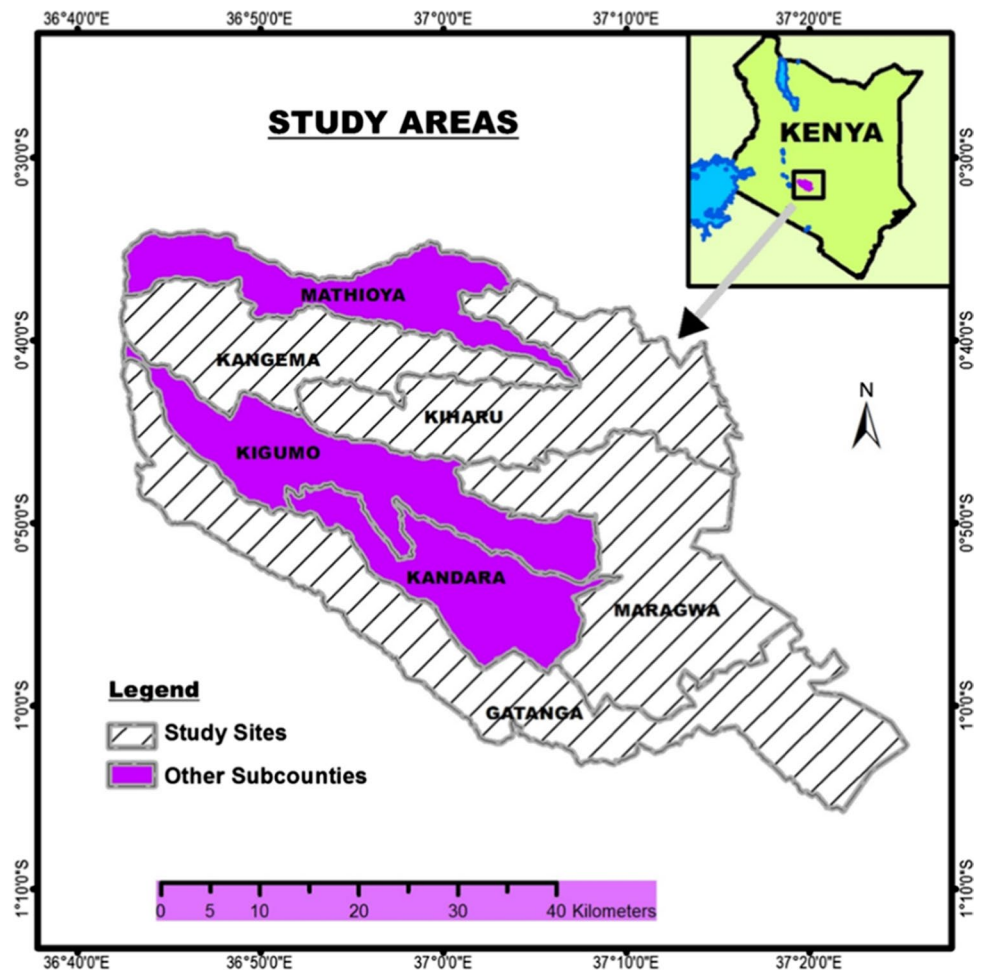 36°40'0"E 36°50'0"E 37°0'0"E 37°10'0"E 37°20'0"E
STUDY AREAS
KENYA
0°30'0"S 0°30'0"S
MATHIOYA
0°40'0"S 0°40'0"S
KANGEMA
N
KIHARU
KIGUMO
0°50'0"S 0°50'0"S
KANDARA
MARAGWA
Legend
1°0'0"S 1°0'0"S
GATANGA
Study Sites
Other Subcounties
1°10'0"S 1°10'0"S
0 5 10 20 30 40 Kilometers
36°40'0"E 36°50'0"E 37°0'0"E 37°10'0"E 37°20'0"E